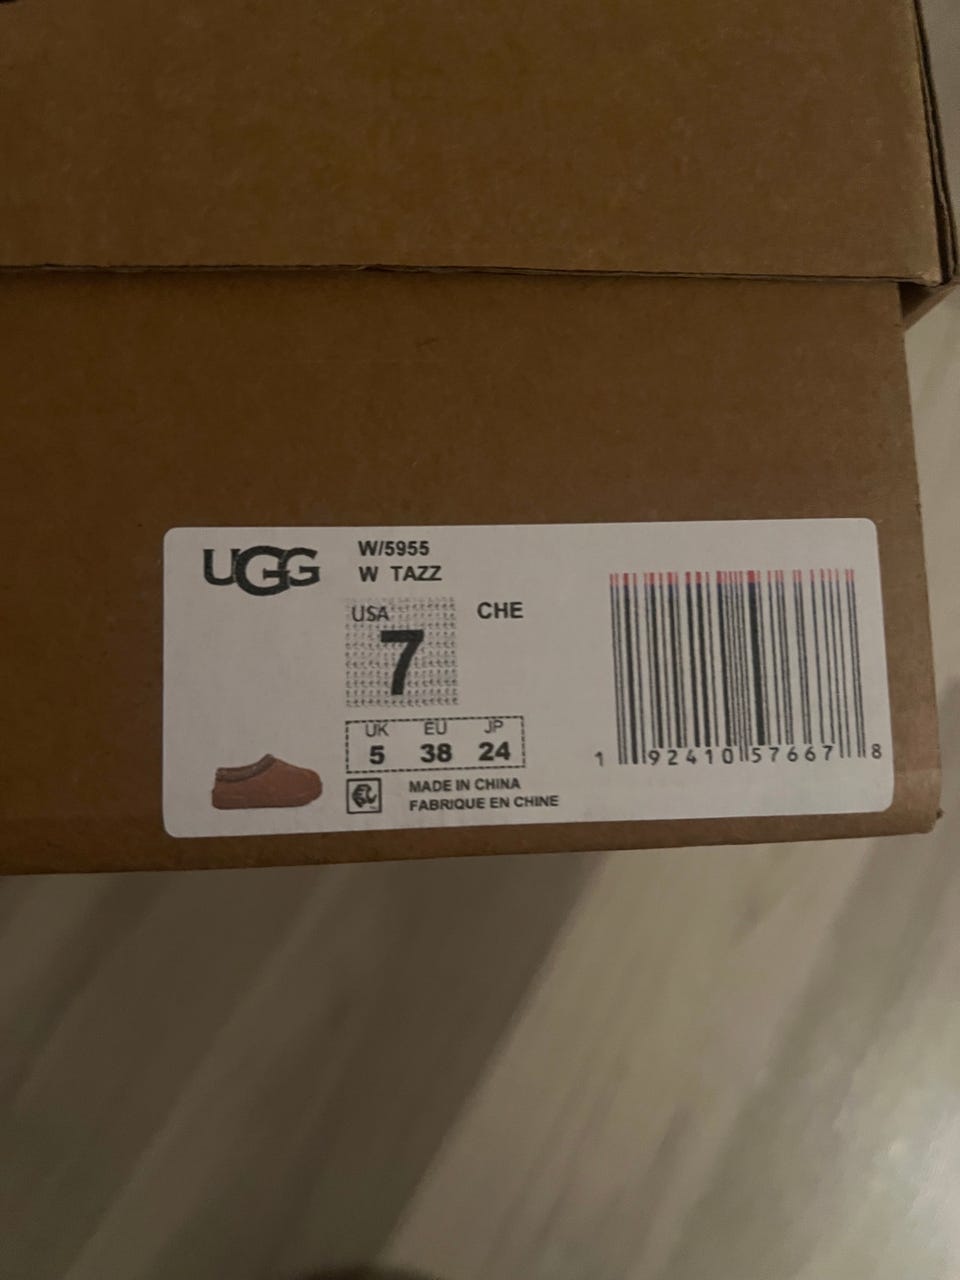 UGG
W/5955
W TAZZ
USA
7
CHE
UK EU JP
5 38 24
MADE IN CHINA
FABRIQUE EN CHINE
1 92410 57667 8